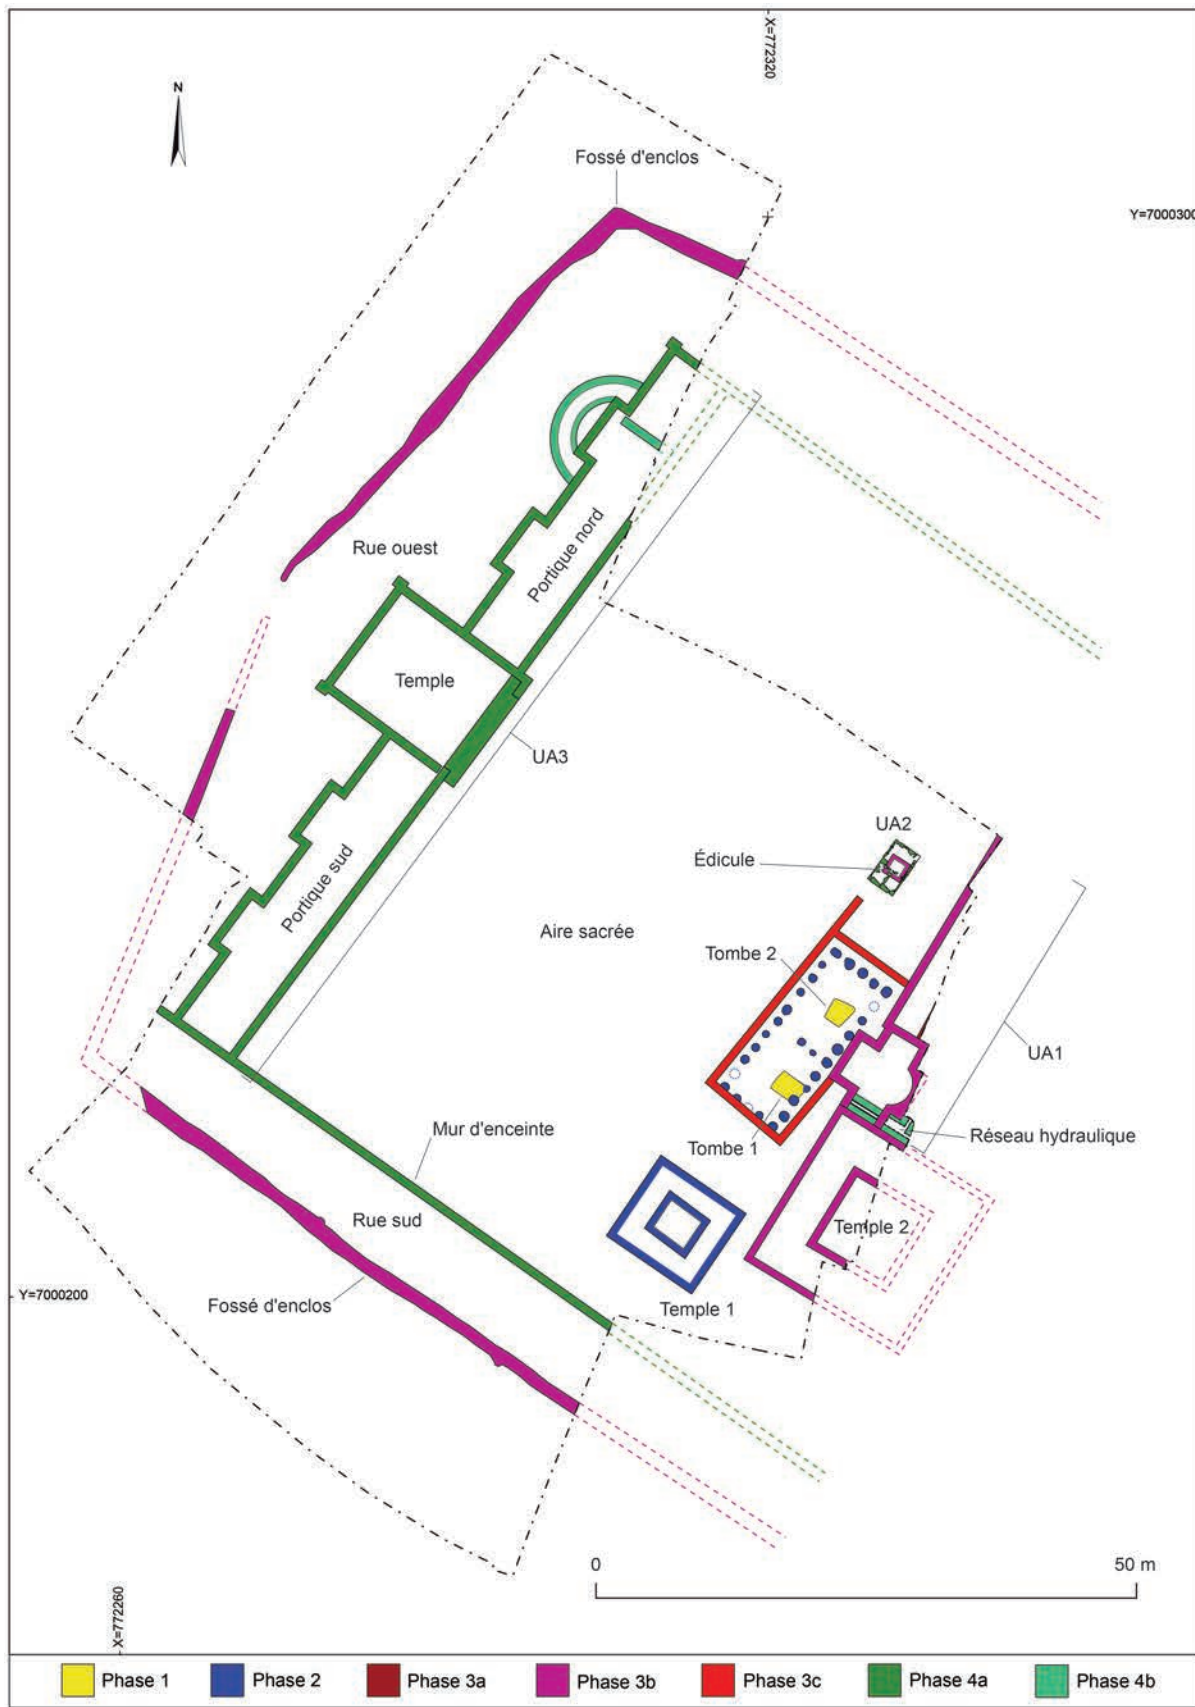 X=772320
N
Fossé d'enclos
Y=7000300
Rue ouest
Portique nord
Temple
UA3
UA2
Édicule
Portique sud
Aire sacrée
Tombe 2
UA1
Mur d'enceinte
Tombe 1
Réseau hydraulique
Rue sud
Temple 2
Fossé d'enclos
Temple 1
Y=7000200
0 50 m
X=772260
Phase 1 Phase 2 Phase 3a Phase 3b Phase 3c Phase 4a Phase 4b